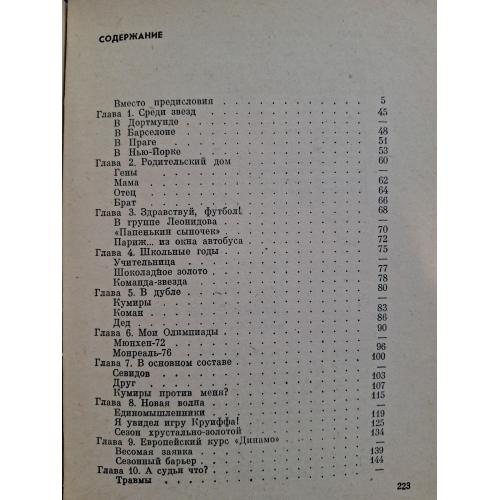 СОДЕРЖАНИЕ
Вместо предисловия . . . . . . . . . . 5
Глава 1. Среди звезд . . . . . . . . . . 45
В Дортмунде . . . . . . . . . . —
В Барселоне . . . . . . . . . . 48
В Праге . . . . . . . . . . 51
В Нью-Йорке . . . . . . . . . . 53
Глава 2. Родительский дом . . . . . . . . . . 60
Гены . . . . . . . . . . —
Мама . . . . . . . . . . 62
Отец . . . . . . . . . . 64
Брат . . . . . . . . . . 66
Глава 3. Здравствуй, футбол! . . . . . . . . . . 68
В группе Леонидова . . . . . . . . . . —
«Папенькин сыночек» . . . . . . . . . . 70
Париж... из окна автобуса . . . . . . . . . . 72
Глава 4. Школьные годы . . . . . . . . . . 75
Учительница . . . . . . . . . . —
Шоколадное золото . . . . . . . . . . 77
Команда-звезда . . . . . . . . . . 78
Глава 5. В дубле . . . . . . . . . . 80
Кумиры . . . . . . . . . . —
Коман . . . . . . . . . . 83
Дед . . . . . . . . . . 86
Глава 6. Мои Олимпиады . . . . . . . . . . 90
Мюнхен-72 . . . . . . . . . . —
Монреаль-76 . . . . . . . . . . 96
Глава 7. В основном составе . . . . . . . . . . 100
Севидов . . . . . . . . . . 103
Друг . . . . . . . . . . 107
Кумиры против меня? . . . . . . . . . . 115
Глава 8. Новая волна . . . . . . . . . . —
Единомышленники . . . . . . . . . . 119
Я увидел игру Круиффа! . . . . . . . . . . 125
Сезон хрустально-золотой . . . . . . . . . . 134
Глава 9. Европейский курс «Динамо» . . . . . . . . . . —
Весомая заявка . . . . . . . . . . 139
Сезонный барьер . . . . . . . . . . 144
Глава 10. А судьи что? . . . . . . . . . . —
Травмы . . . . . . . . . . —
223